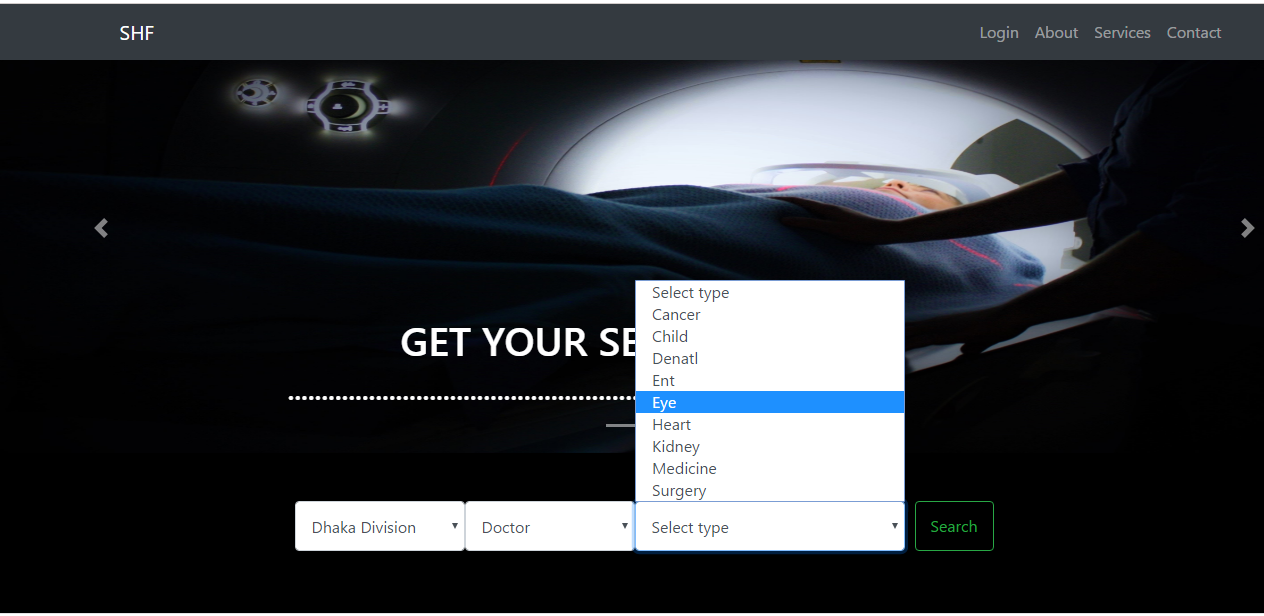 SHF
Login About Services Contact
Select type
Cancer
Child
Denatl
Ent
Eye
Heart
Kidney
Medicine
Surgery
GET YOUR SE
Dhaka Division Doctor Select type Search